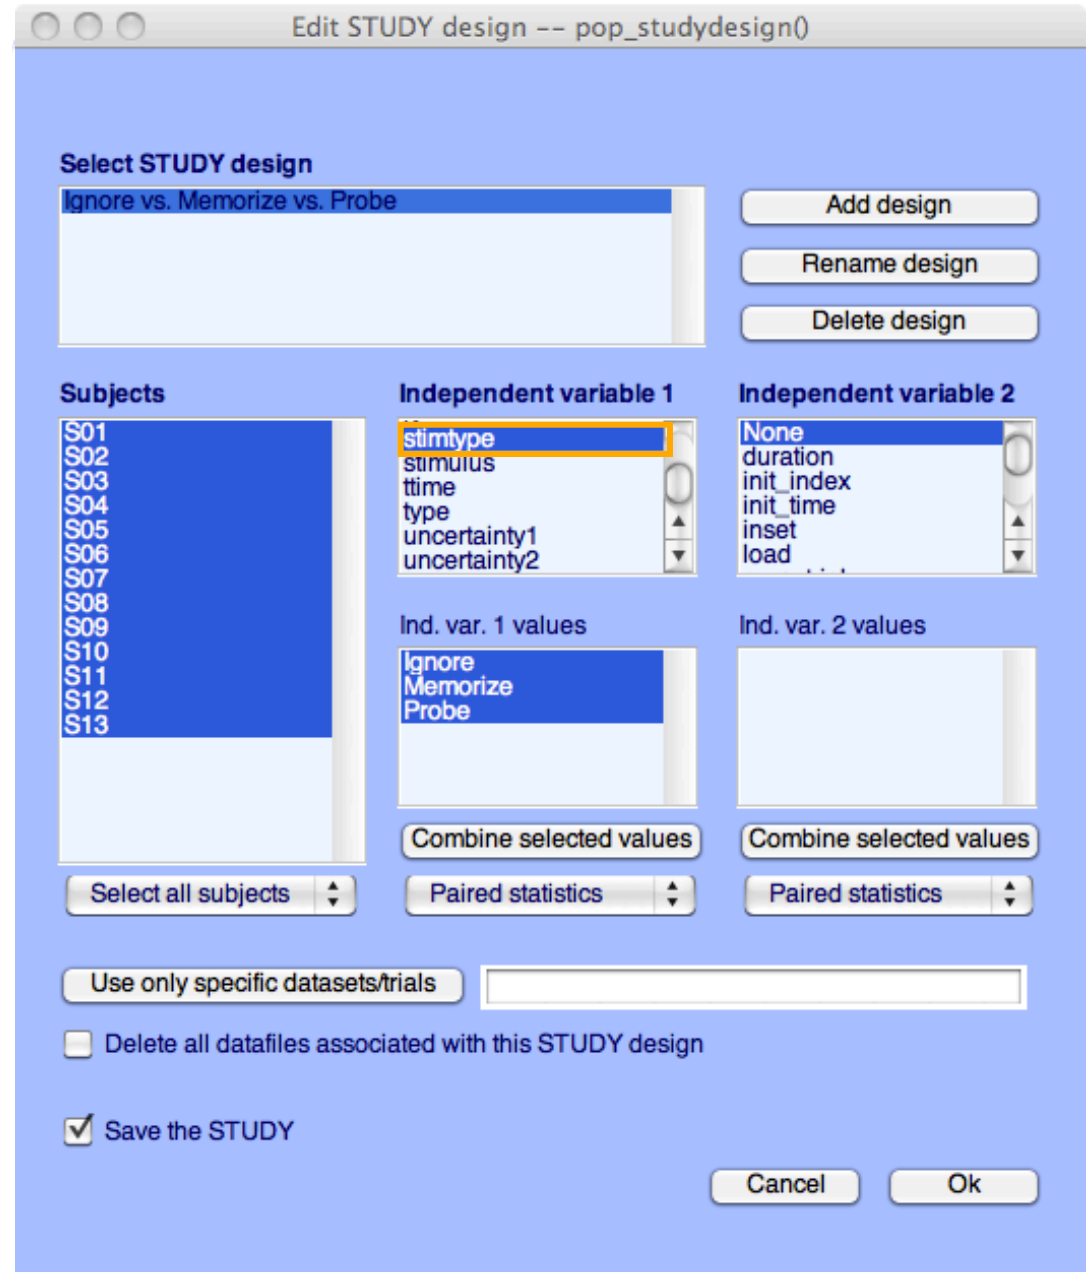 Edit STUDY design -- pop_studydesign()
Select STUDY design
Ignore vs. Memorize vs. Probe
Add design
Rename design
Delete design
Subjects
S01
S02
S03
S04
S05
S06
S07
S08
S09
S10
S11
S12
S13
Select all subjects
Independent variable 1
stimtype
stimulus
ttime
type
uncertainty1
uncertainty2
Ind. var. 1 values
Ignore
Memorize
Probe
Combine selected values
Paired statistics
Independent variable 2
None
duration
init_index
init_time
inset
load
Ind. var. 2 values
Combine selected values
Paired statistics
Use only specific datasets/trials
Delete all datafiles associated with this STUDY design
Save the STUDY
Cancel
Ok